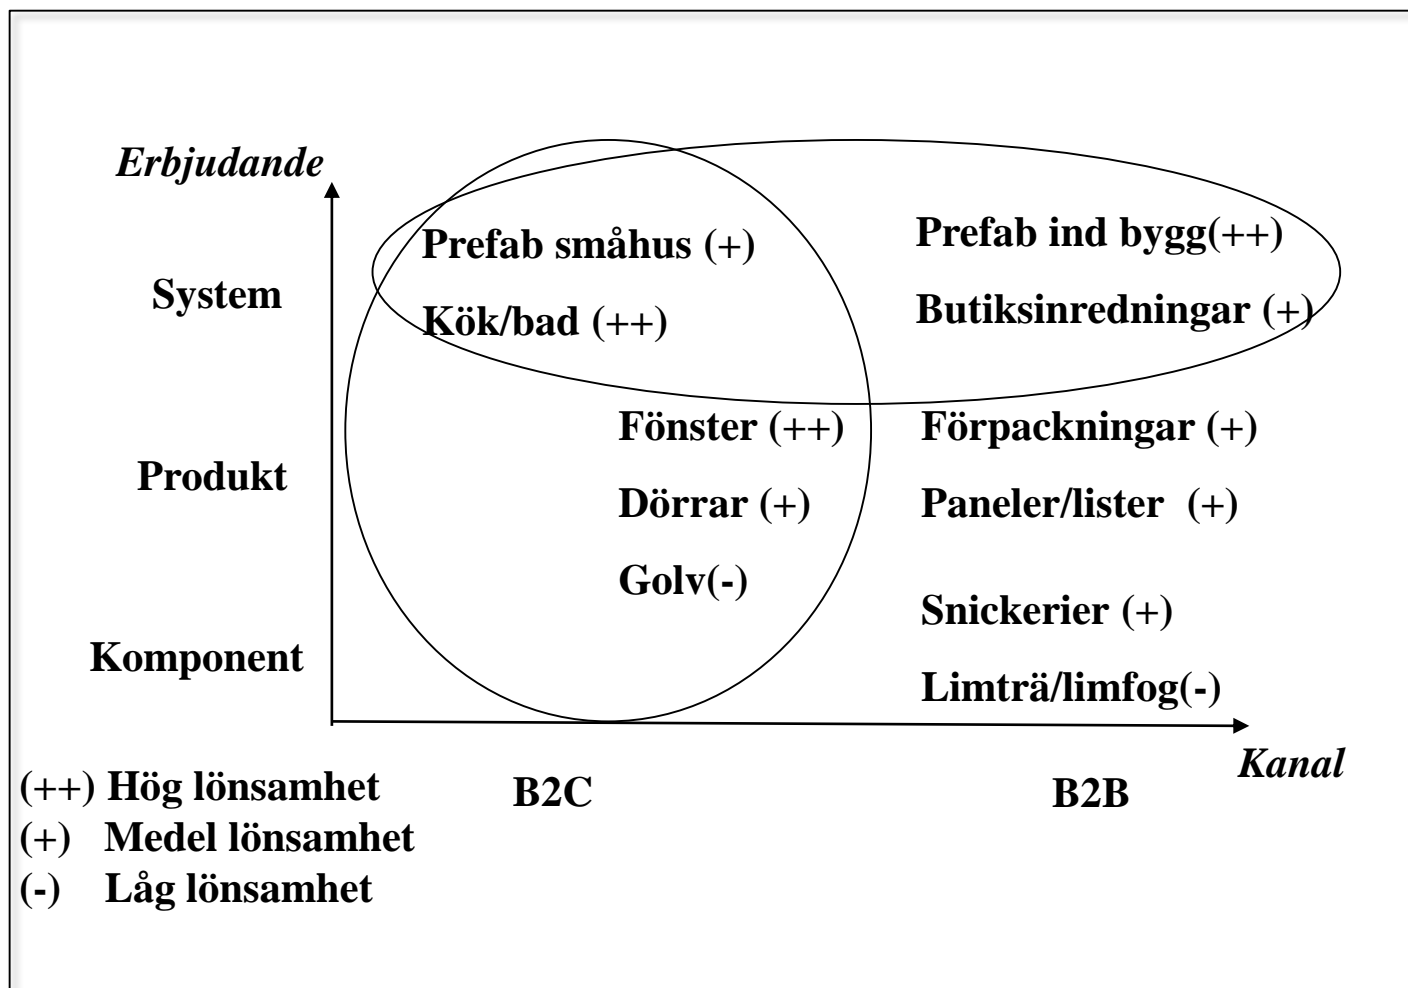 Erbjudande
Prefab småhus (+)
Prefab ind bygg(++)
System
Kök/bad (++)
Butiksinredningar (+)
Fönster (++)
Förpackningar (+)
Produkt
Dörrar (+)
Paneler/lister (+)
Golv(-)
Snickerier (+)
Komponent
Limträ/limfog(-)
Kanal
B2C
B2B
(++) Hög lönsamhet
(+) Medel lönsamhet
(-) Låg lönsamhet